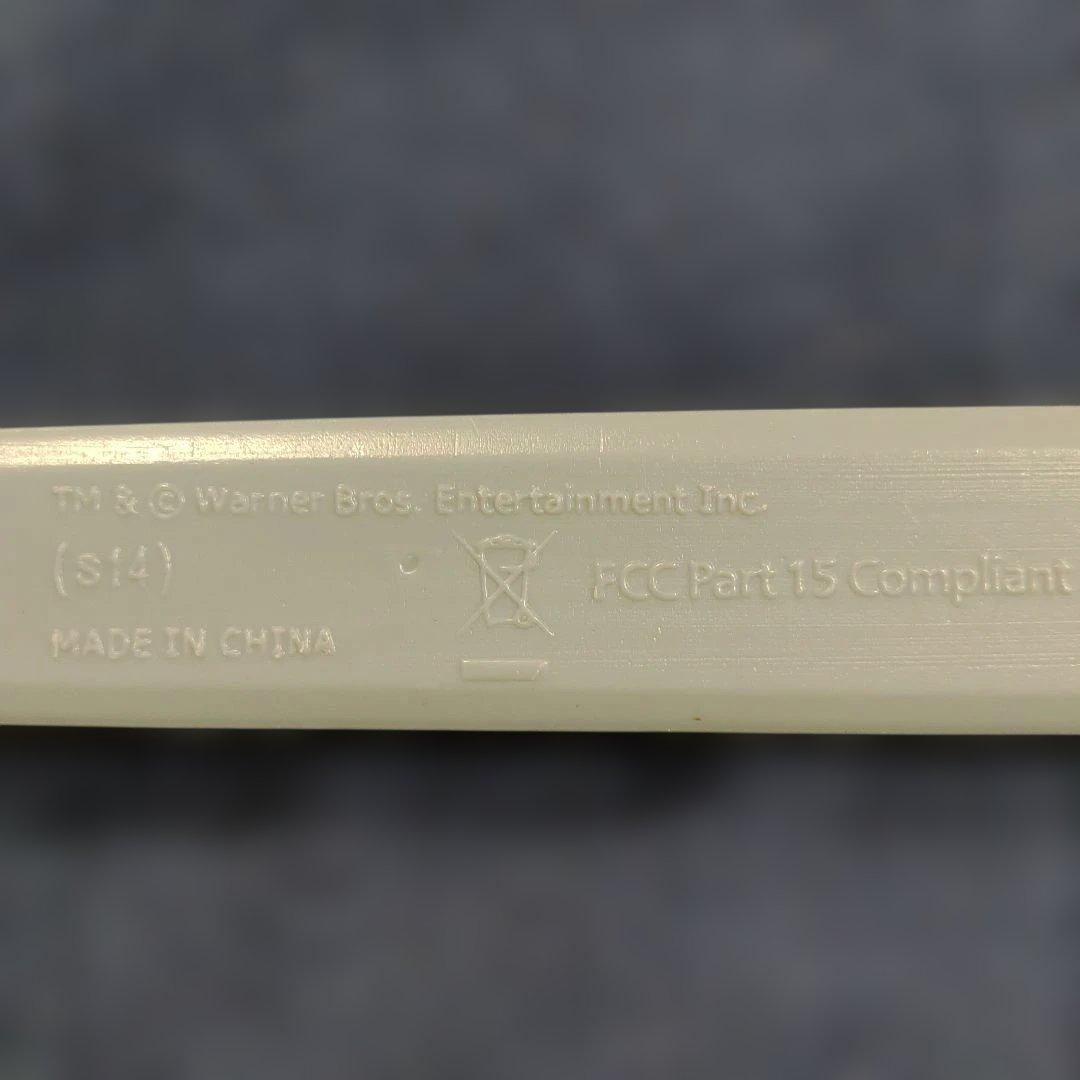 TM & © Warner Bros. Entertainment Inc.
(s14)
MADE IN CHINA
FCC Part 15 Compliant